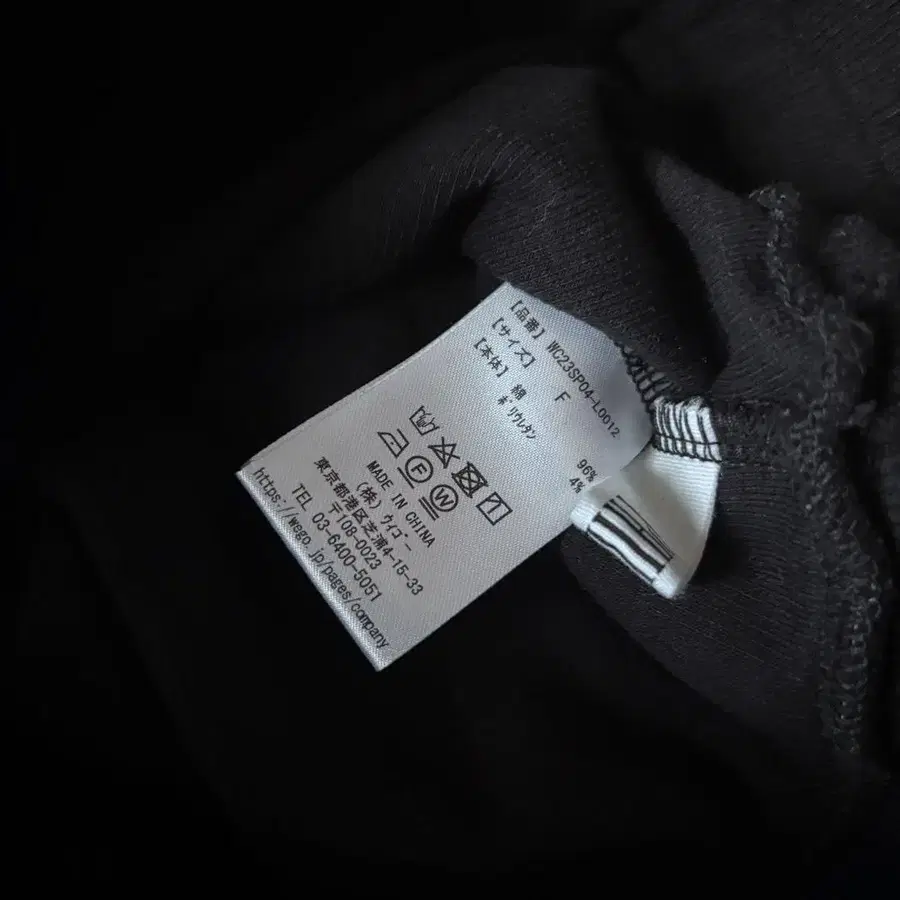 【品番】 WC23SP04-L0012
【サイズ】 F
【本体】 綿 96%
ポリウレタン 4%
F W
MADE IN CHINA
(株)ウィゴー
東京都港区芝浦4-15-33
〒108-0023
TEL 03-6400-5051
https://wego.jp/pages/company